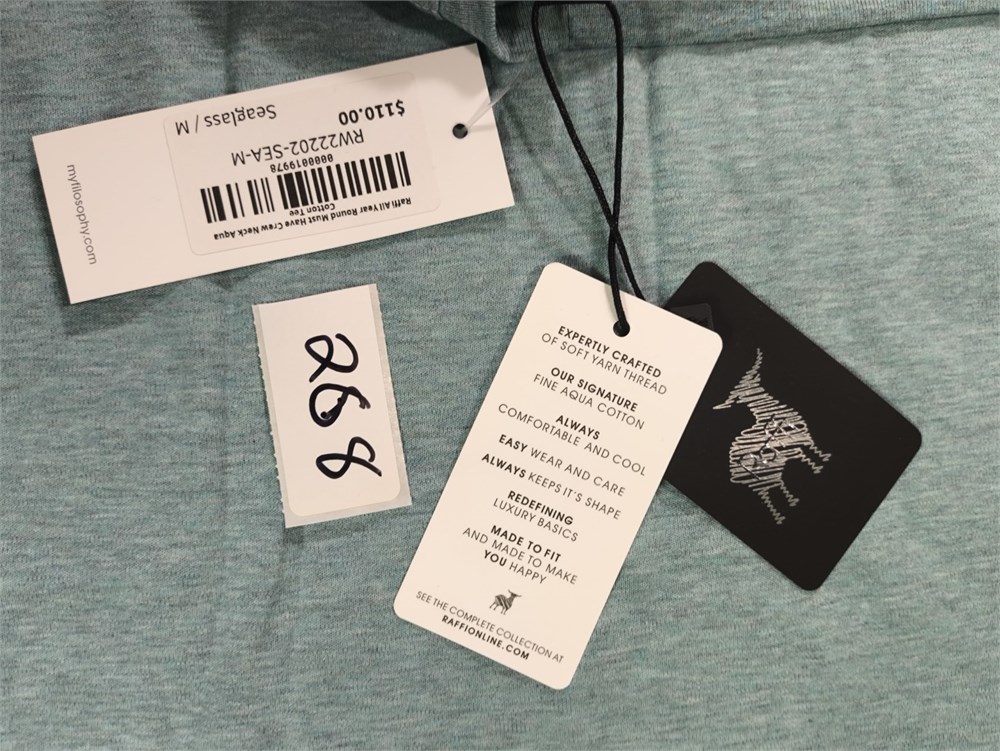 Raffi All Year Round Must Have Crew Neck Aqua
Cotton Tee
0000019978
RW22202-SEA-M
$110.00
Seaglass / M
myfilosophy.com
268
EXPERTLY CRAFTED
OF SOFT YARN THREAD
OUR SIGNATURE
FINE AQUA COTTON
ALWAYS
COMFORTABLE AND COOL
EASY WEAR AND CARE
ALWAYS KEEPS IT'S SHAPE
REDEFINING
LUXURY BASICS
MADE TO FIT
AND MADE TO MAKE
YOU HAPPY
SEE THE COMPLETE COLLECTION AT
RAFFIONLINE.COM